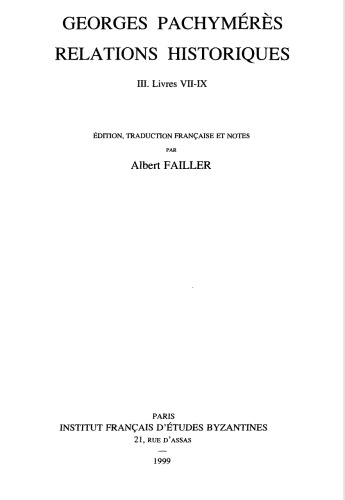 GEORGES PACHYMÉRÈS
RELATIONS HISTORIQUES
III. Livres VII-IX
ÉDITION, TRADUCTION FRANÇAISE ET NOTES
PAR
Albert FAILLER
PARIS
INSTITUT FRANÇAIS D'ÉTUDES BYZANTINES
21, RUE D'ASSAS
—
1999